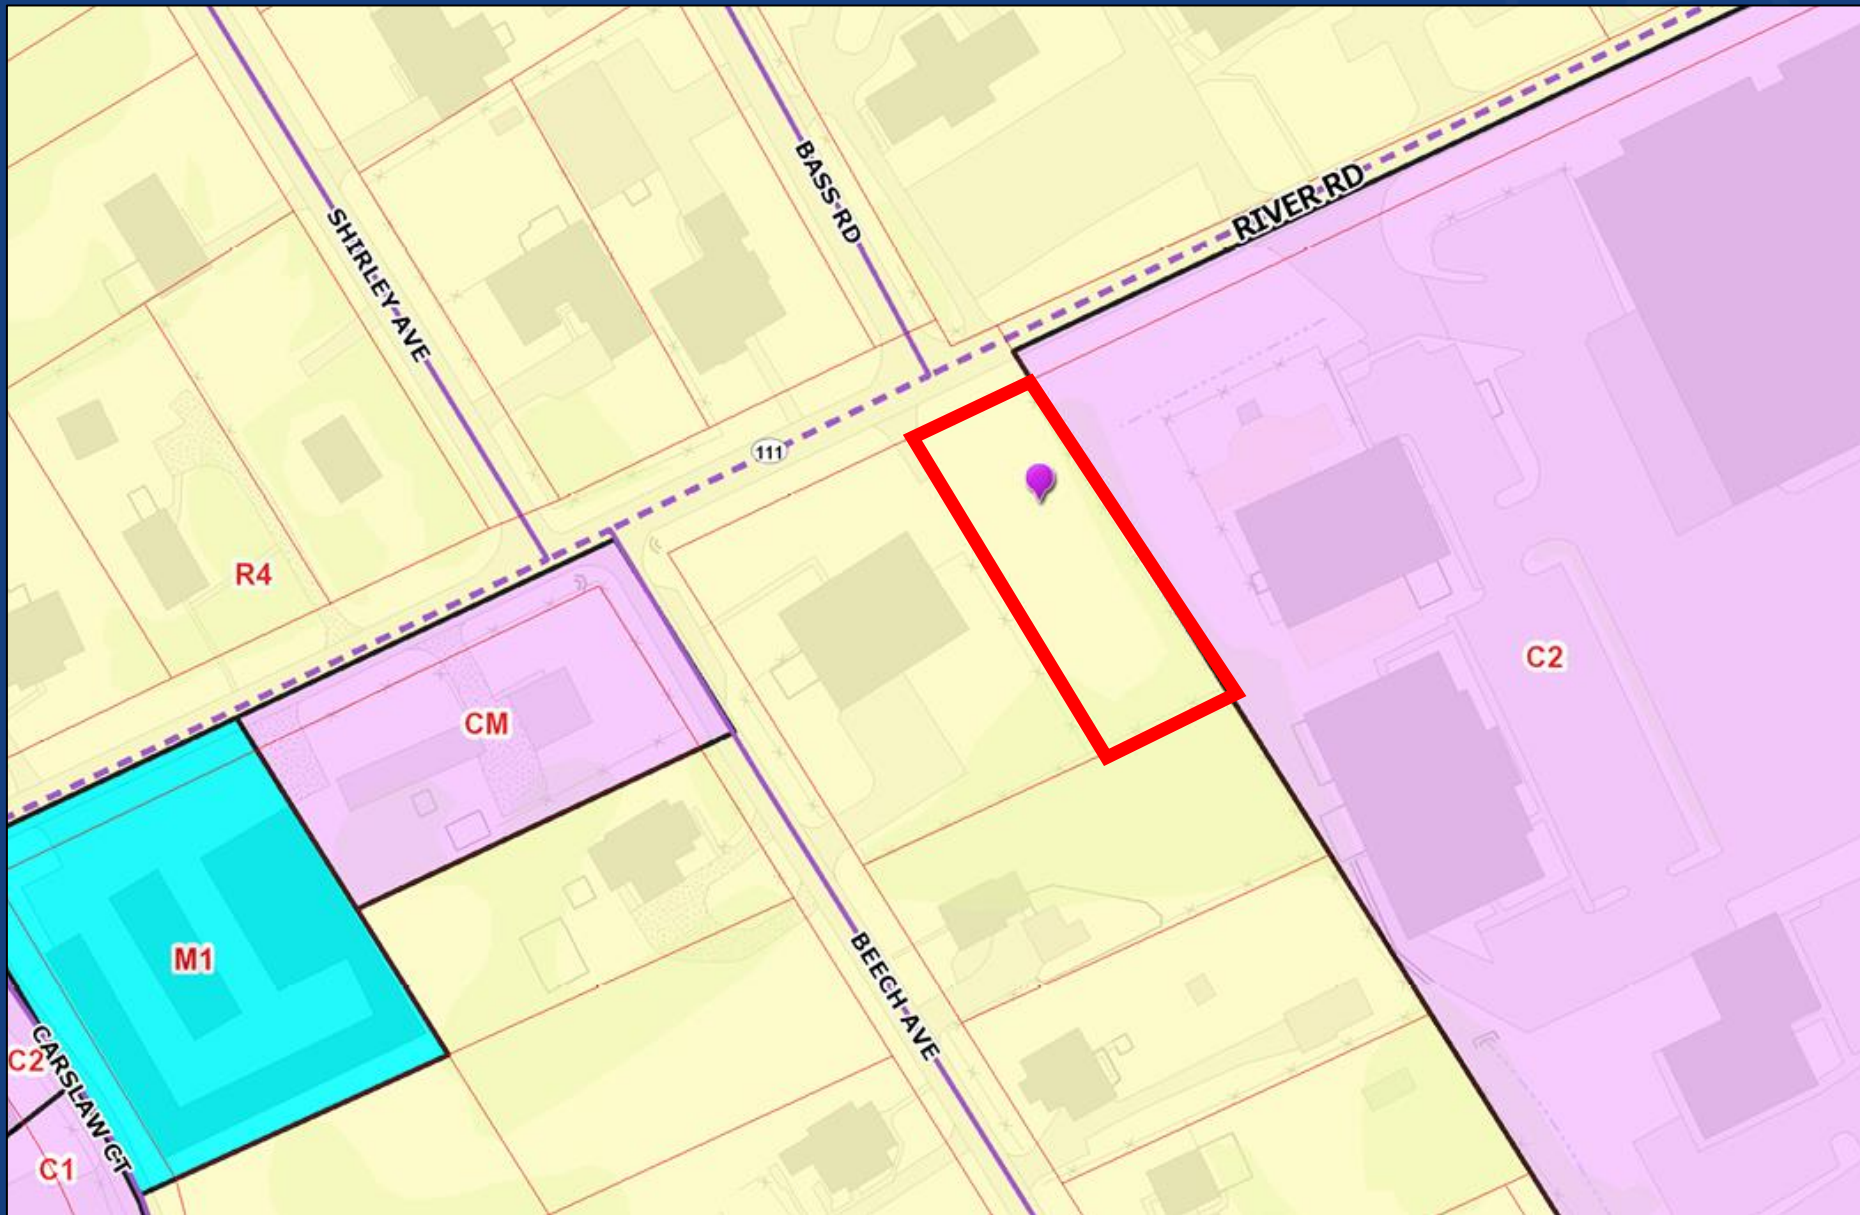 BASS RD
RIVER RD
SHIRLEY AVE
111
R4
C2
CM
M1
BEECH AVE
C2
CARSLAW CT
C1